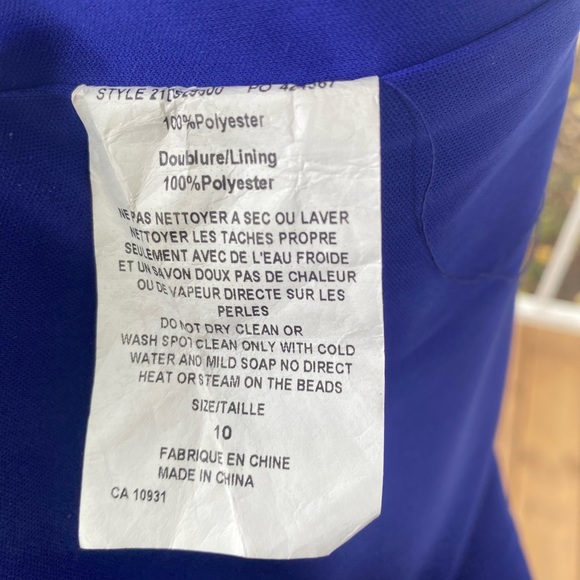 STYLE
PO
100%Polyester
Doublure/Lining
100%Polyester
NE PAS NETTOYER A SEC OU LAVER
NETTOYER LES TACHES PROPRE
SEULEMENT AVEC DE L'EAU FROIDE
ET UN SAVON DOUX PAS DE CHALEUR
OU DE VAPEUR DIRECTE SUR LES
PERLES
DO NOT DRY CLEAN OR
WASH SPOT CLEAN ONLY WITH COLD
WATER AND MILD SOAP NO DIRECT
HEAT OR STEAM ON THE BEADS
SIZE/TAILLE
10
FABRIQUE EN CHINE
MADE IN CHINA
CA 10931